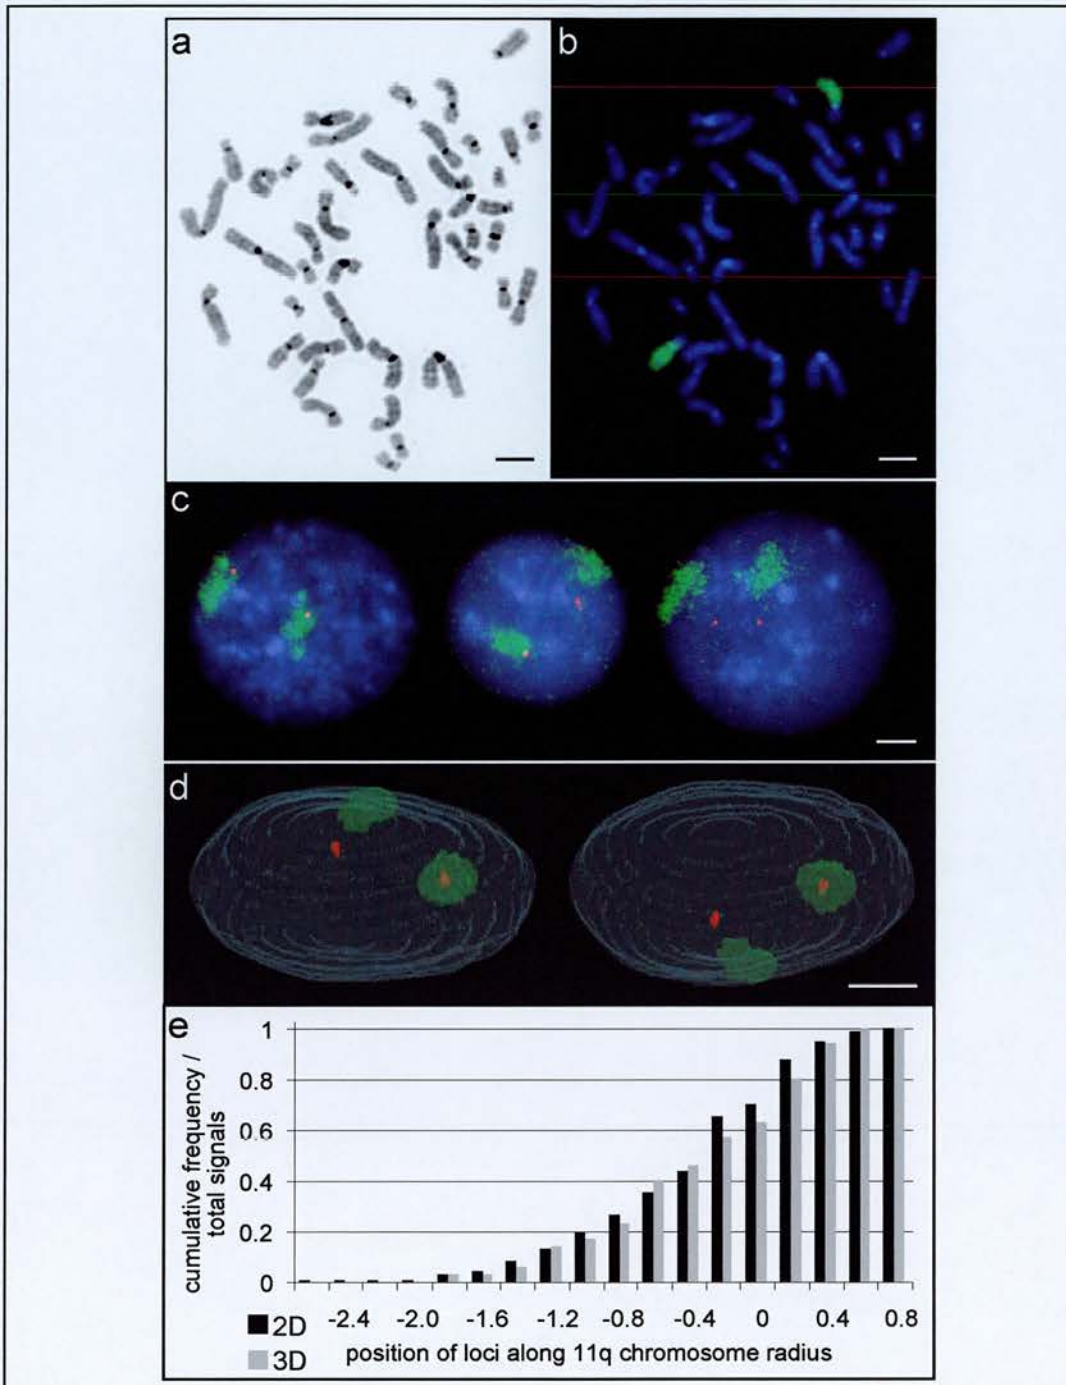 a
b
c
d
e
cumulative frequency /
total signals
1
0.8
0.6
0.4
0.2
0
-2.4 -2.0 -1.6 -1.2 -0.8 -0.4 0 0.4 0.8
2D
3D
position of loci along 11q chromosome radius